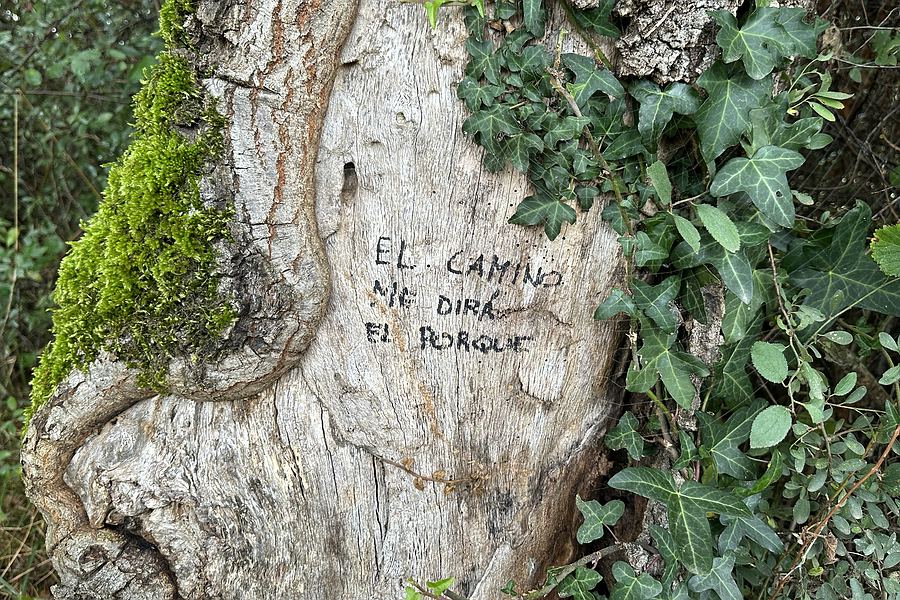 EL CAMINO
ME DIRÁ
EL PORQUE